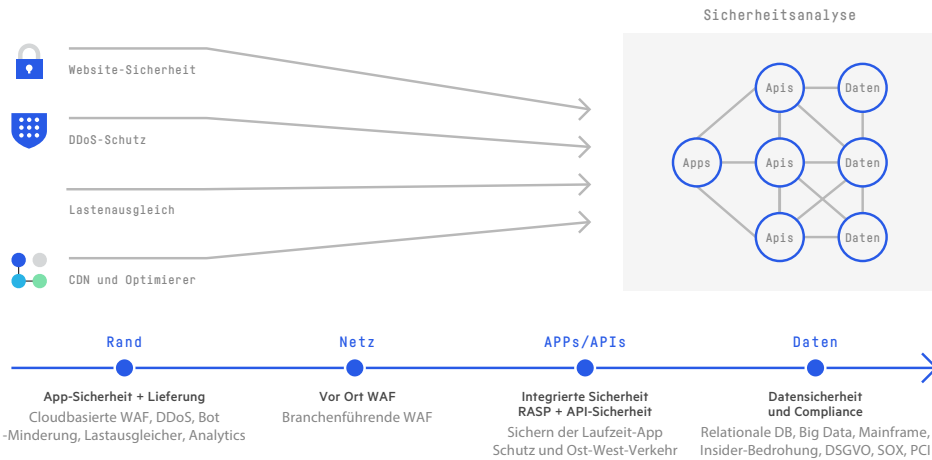 Sicherheitsanalyse
Website-Sicherheit
DDoS-Schutz
Lastenausgleich
CDN und Optimierer
Apis
Daten
Apps
Apis
Daten
Apis
Daten
Rand
App-Sicherheit + Lieferung
Cloudbasierte WAF, DDoS, Bot
-Minderung, Lastausgleicher, Analytics
Netz
Vor Ort WAF
Branchenführende WAF
APPs/APIs
Integrierte Sicherheit
RASP + API-Sicherheit
Sichern der Laufzeit-App
Schutz und Ost-West-Verkehr
Daten
Datensicherheit
und Compliance
Relationale DB, Big Data, Mainframe,
Insider-Bedrohung, DSGVO, SOX, PCI